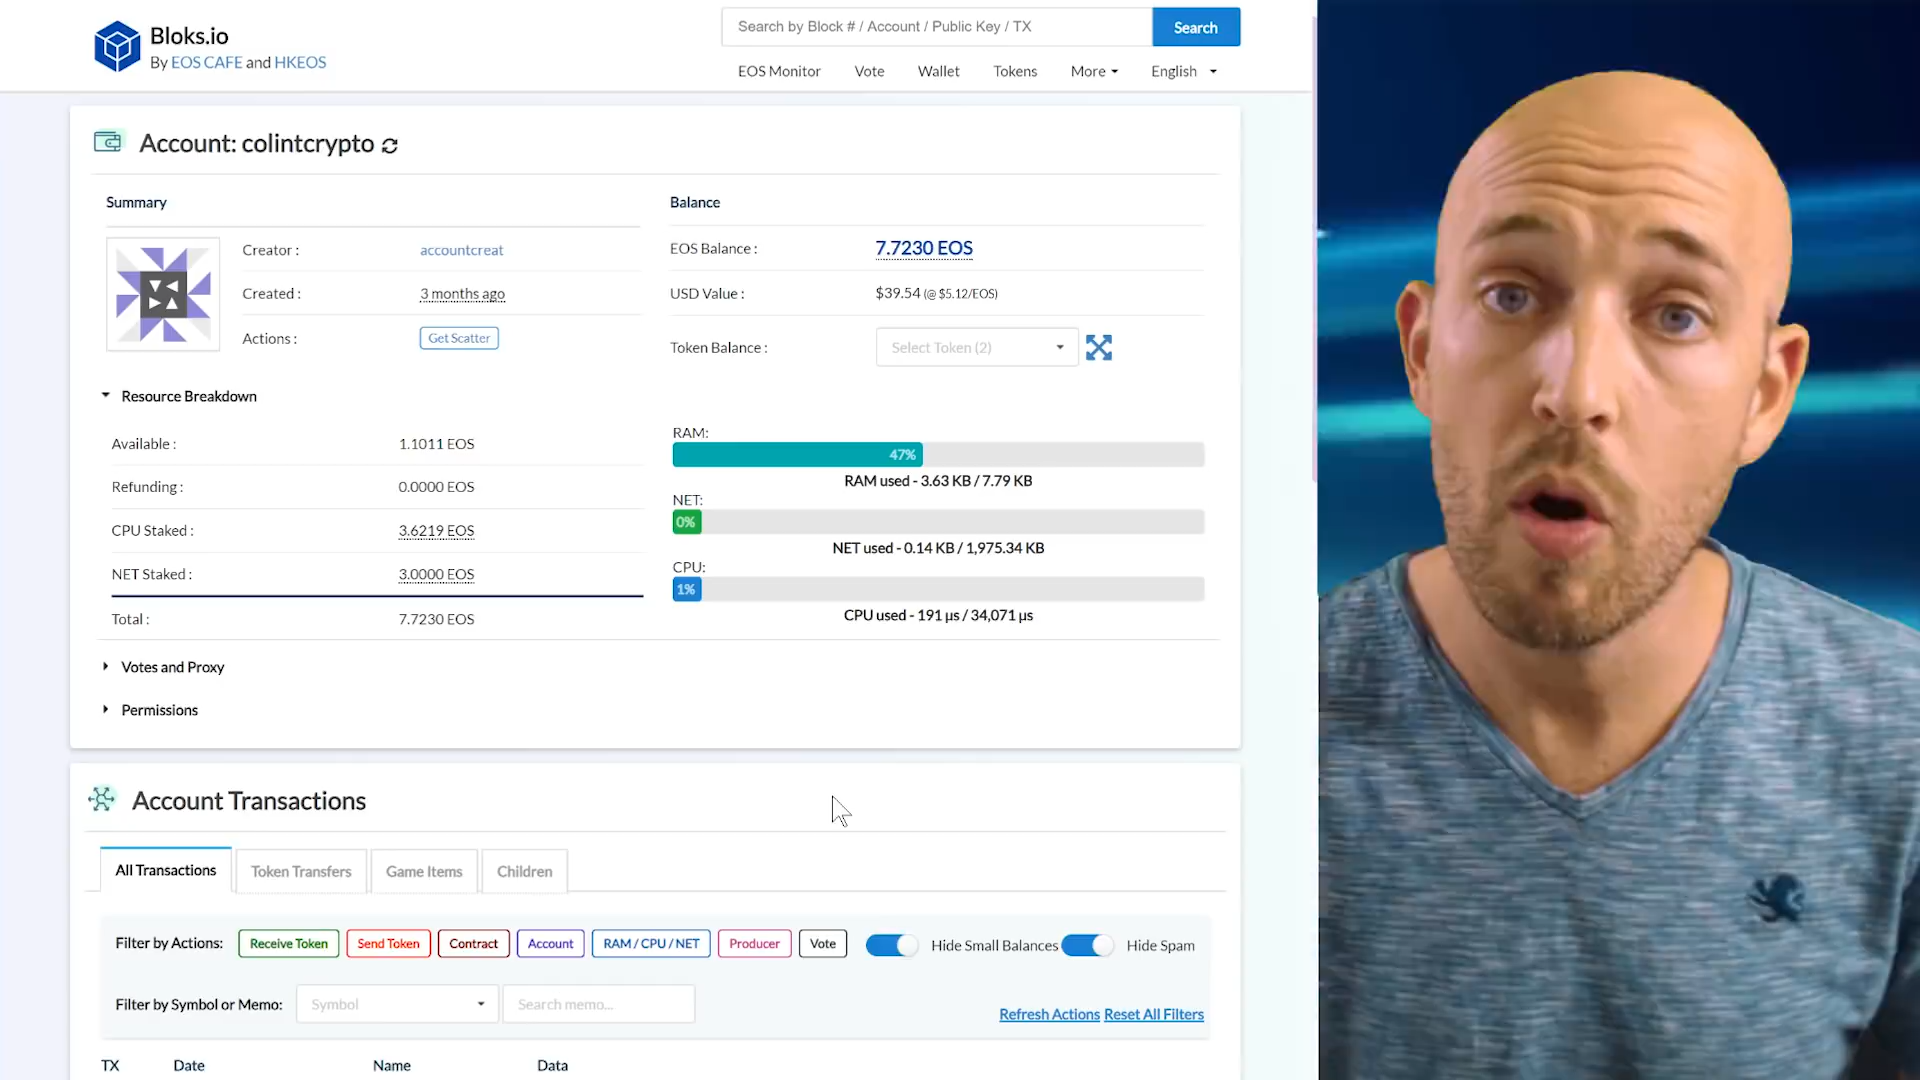 Bloks.io
By EOS CAFE and HKEOS
Search by Block # / Account / Public Key / TX
Search
EOS Monitor Vote Wallet Tokens More English
Account: colintcrypto
Summary
Creator : accountcreat
Created : 3 months ago
Actions : Get Scatter
Balance
EOS Balance : 7.7230 EOS
USD Value : $39.54 (@ $5.12/EOS)
Token Balance : Select Token (2)
Resource Breakdown
Available : 1.1011 EOS
Refunding : 0.0000 EOS
CPU Staked : 3.6219 EOS
NET Staked : 3.0000 EOS
Total : 7.7230 EOS
RAM:
47%
RAM used - 3.63 KB / 7.79 KB
NET:
0%
NET used - 0.14 KB / 1,975.34 KB
CPU:
1%
CPU used - 191 µs / 34,071 µs
Votes and Proxy
Permissions
Account Transactions
All Transactions Token Transfers Game Items Children
Filter by Actions: Receive Token Send Token Contract Account RAM / CPU / NET Producer Vote Hide Small Balances Hide Spam
Filter by Symbol or Memo: Symbol Search memo...
Refresh Actions Reset All Filters
TX Date Name Data